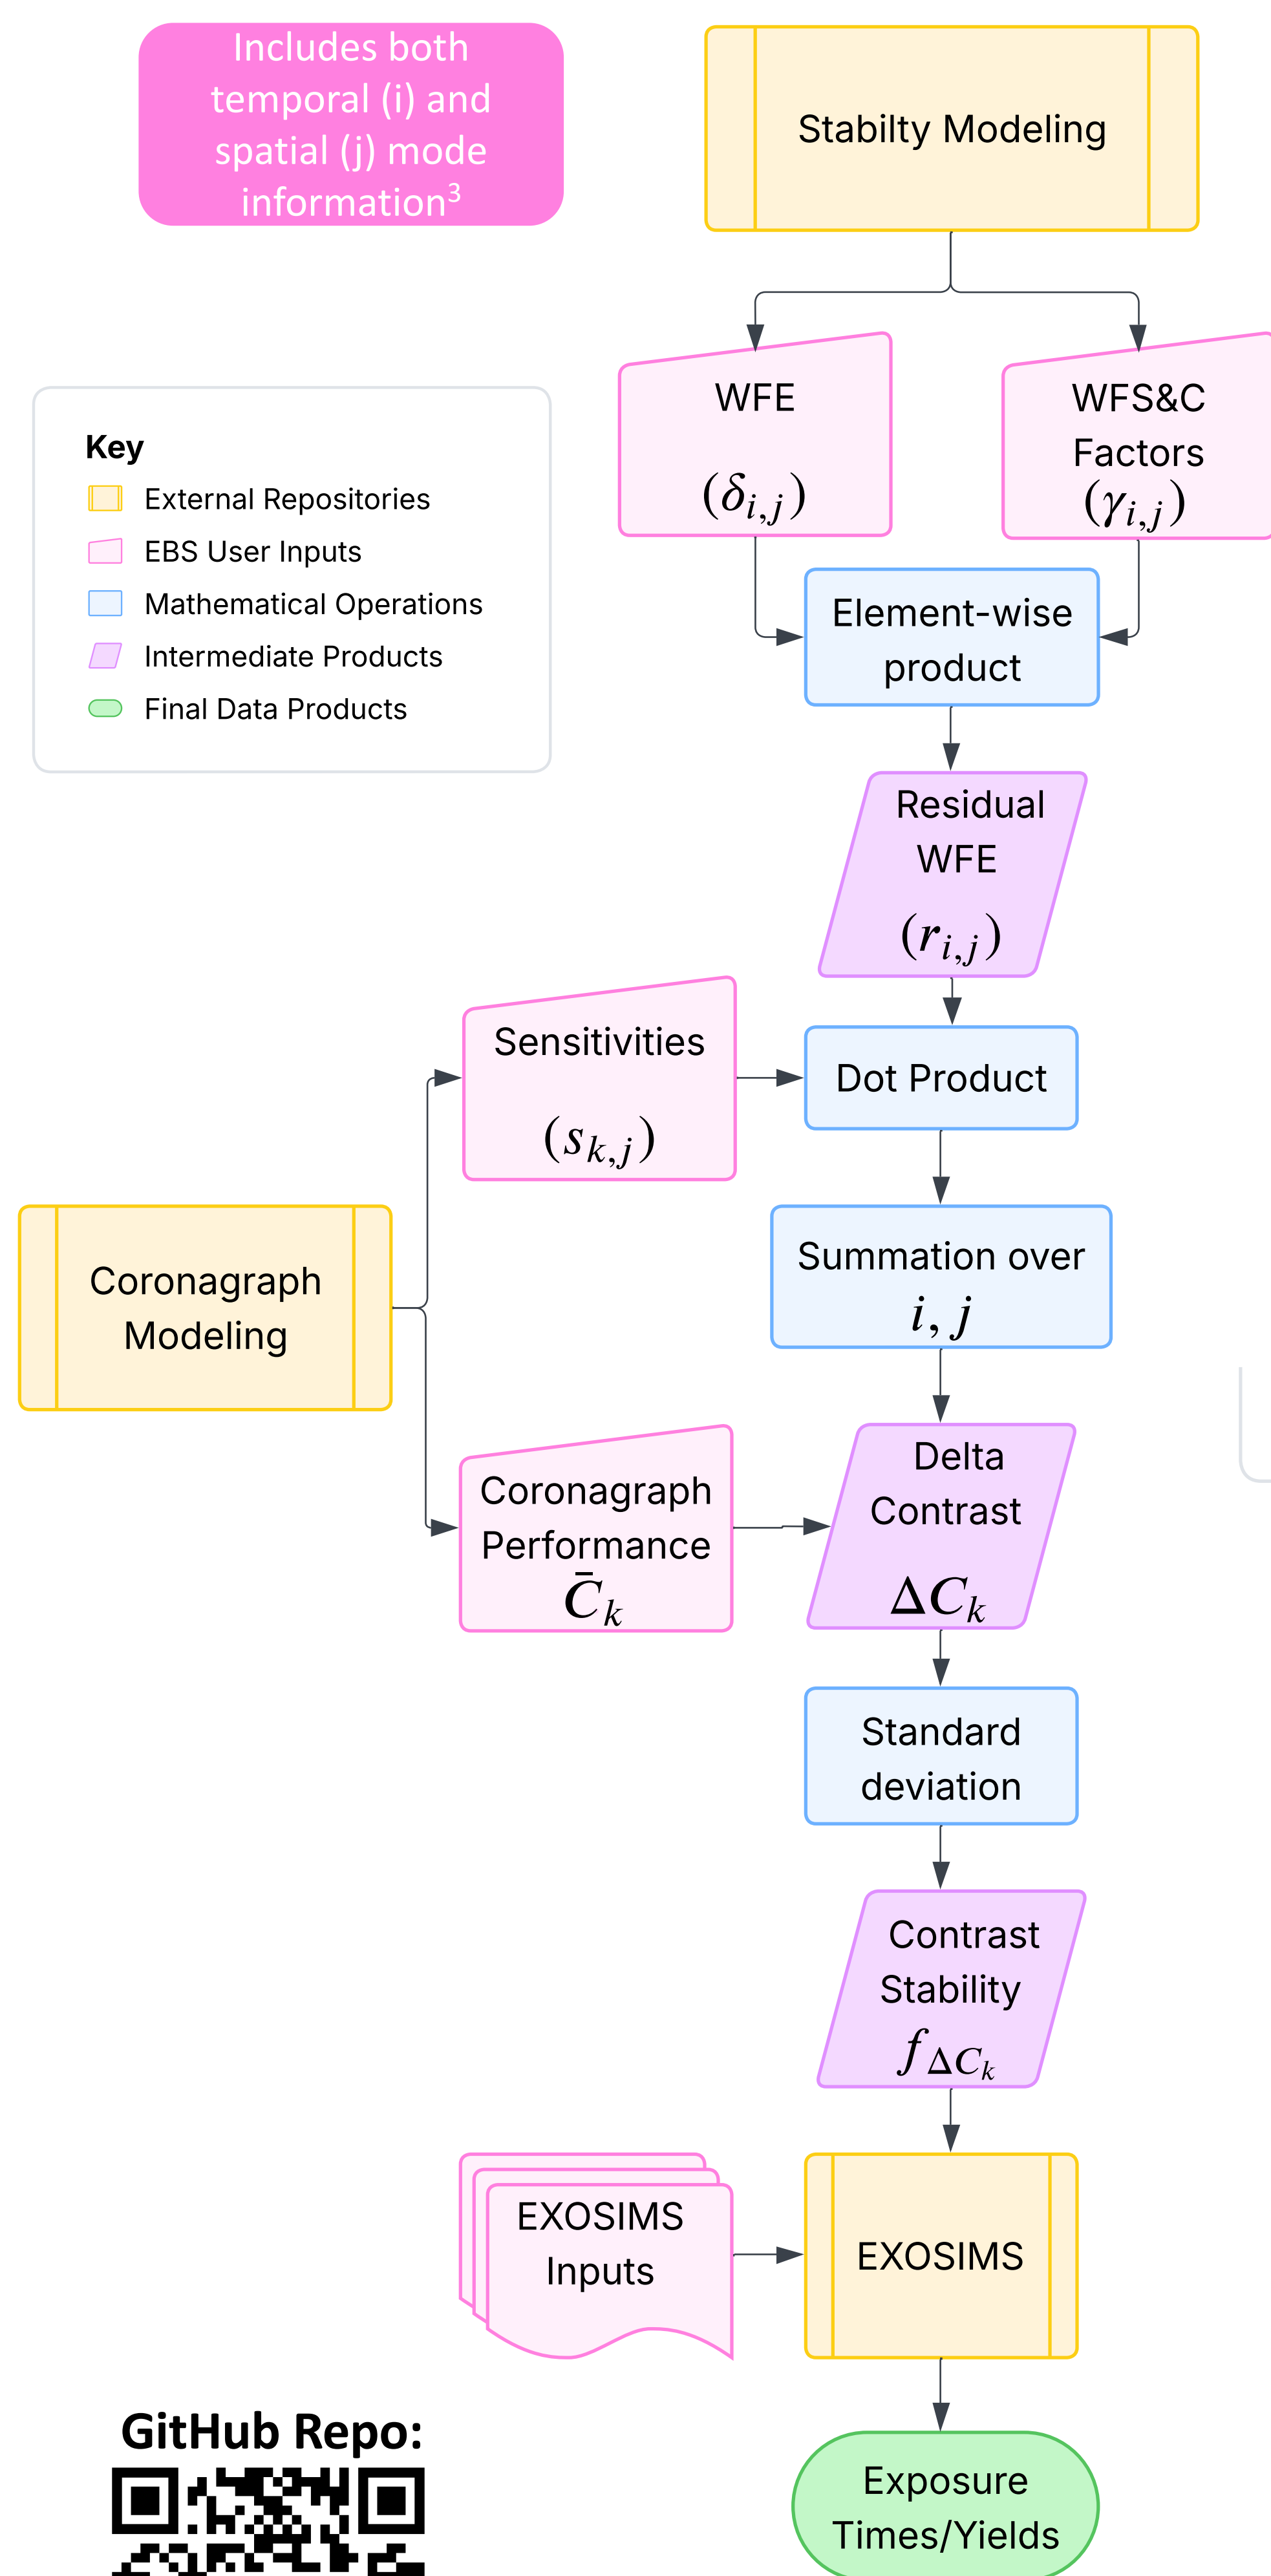 Includes both
temporal (i) and
spatial (j) mode
information³
Stabilty Modeling
WFE
(δi,j)
WFS&C
Factors
(γi,j)
Key
External Repositories
EBS User Inputs
Mathematical Operations
Intermediate Products
Final Data Products
Element-wise
product
Residual
WFE
(ri,j)
Sensitivities
(sk,j)
Dot Product
Summation over
i, j
Coronagraph
Modeling
Coronagraph
Performance
C̄k
Delta
Contrast
ΔCk
Standard
deviation
Contrast
Stability
fΔCk
EXOSIMS
Inputs
EXOSIMS
GitHub Repo:
Exposure
Times/Yields